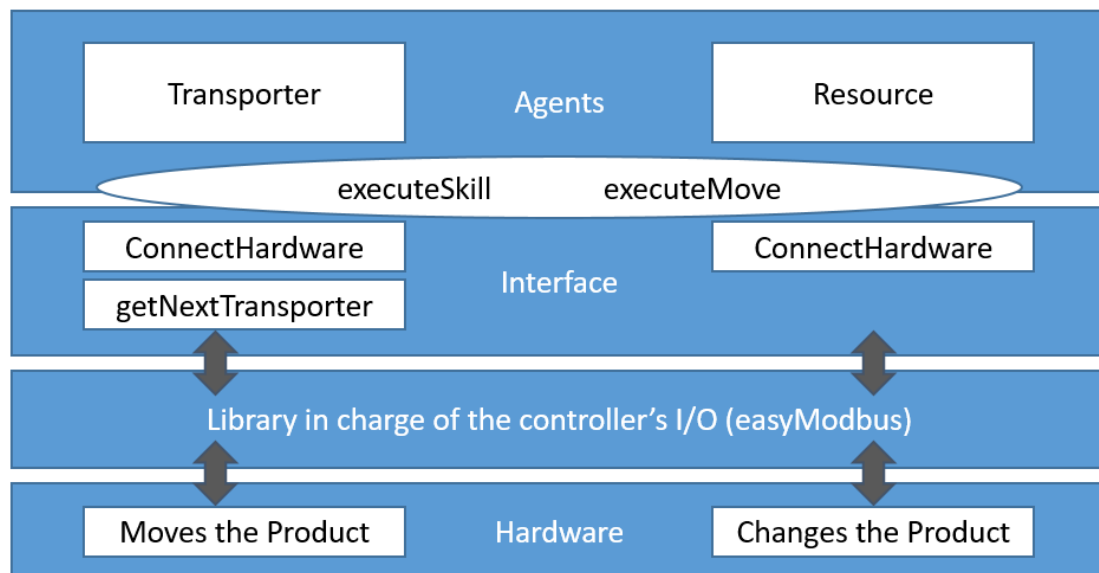 Transporter
Agents
Resource
executeSkill
executeMove
ConnectHardware
ConnectHardware
Interface
getNextTransporter
Library in charge of the controller’s I/O (easyModbus)
Moves the Product
Hardware
Changes the Product